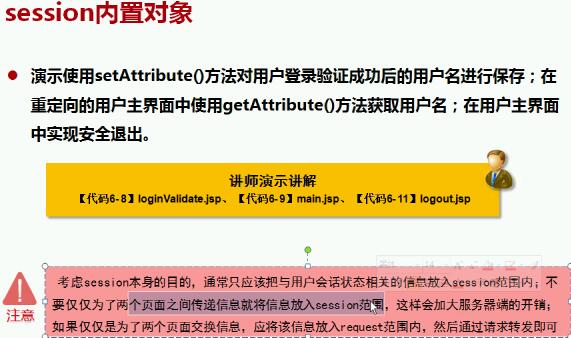 session内置对象
● 演示使用setAttribute()方法对用户登录验证成功后的用户名进行保存；在
重定向的用户主界面中使用getAttribute()方法获取用户名；在用户主界面
中实现安全退出。
讲师演示讲解
【代码6-8】loginValidate.jsp、【代码6-9】main.jsp、【代码6-11】logout.jsp
考虑session本身的目的，通常只应该把与用户会话状态相关的信息放入session范围内；不
要仅仅为了两个页面之间传递信息就将信息放入session范围，这样会加大服务器端的开销；
如果仅仅是为了两个页面交换信息，应将该信息放入request范围内，然后通过请求转发即可
注意